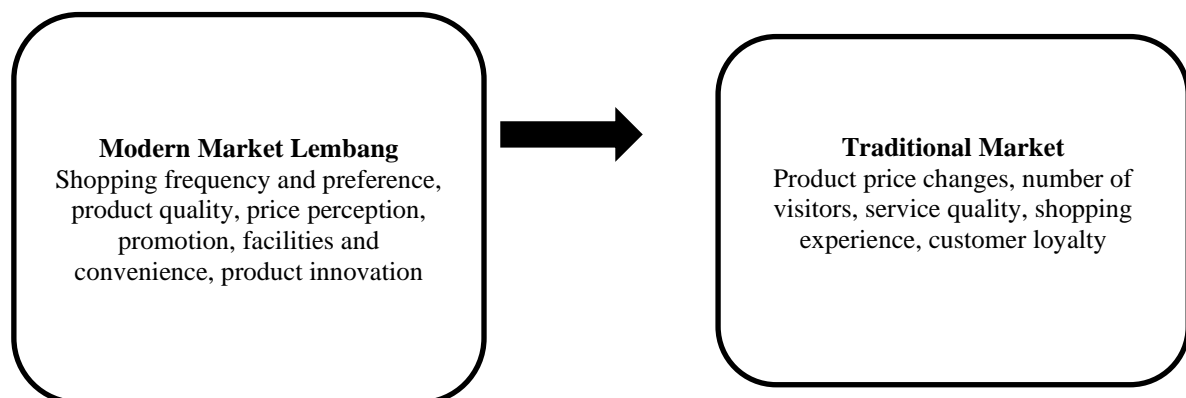 Modern Market Lembang
Shopping frequency and preference,
product quality, price perception,
promotion, facilities and
convenience, product innovation
Traditional Market
Product price changes, number of
visitors, service quality, shopping
experience, customer loyalty